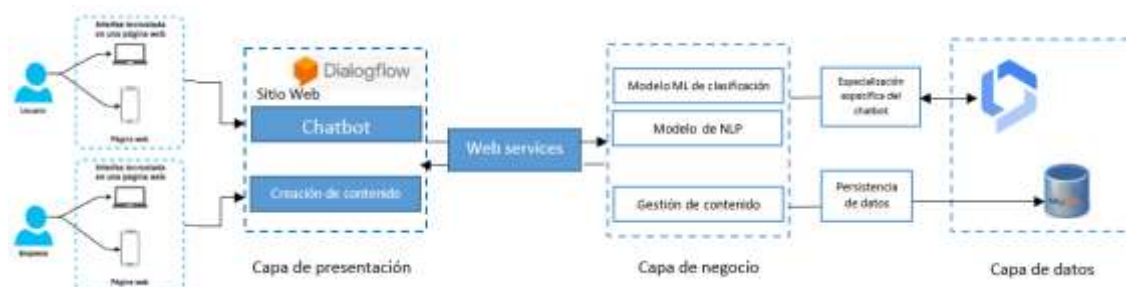 Interfaz incrustada
en una página web
Usuario
Página web
Interfaz incrustada
en una página web
Empresa
Página web
Dialogflow
Sitio Web
Chatbot
Creación de contenido
Capa de presentación
Web services
Modelo ML de clasificación
Modelo de NLP
Gestión de contenido
Capa de negocio
Especialización
específica del
chatbot
Persistencia
de datos
Capa de datos